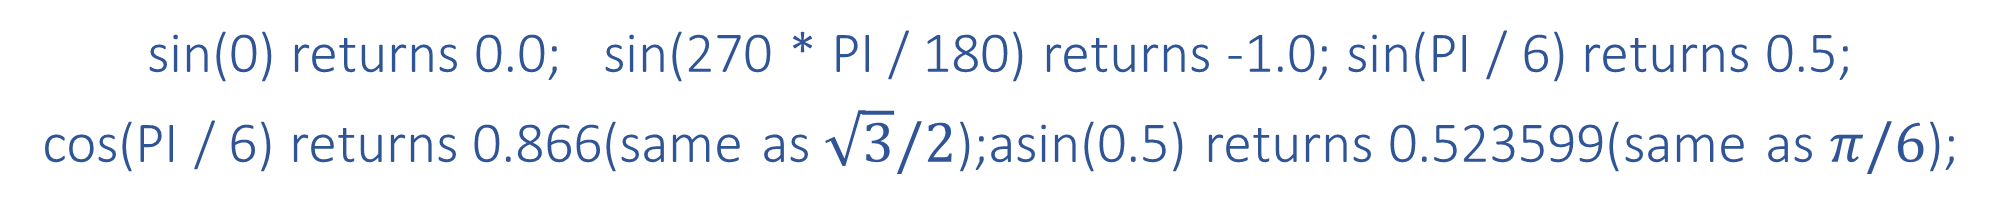 sin(0) returns 0.0; sin(270 * PI / 180) returns -1.0; sin(PI / 6) returns 0.5;
cos(PI / 6) returns 0.866(same as √3/2);asin(0.5) returns 0.523599(same as π/6);